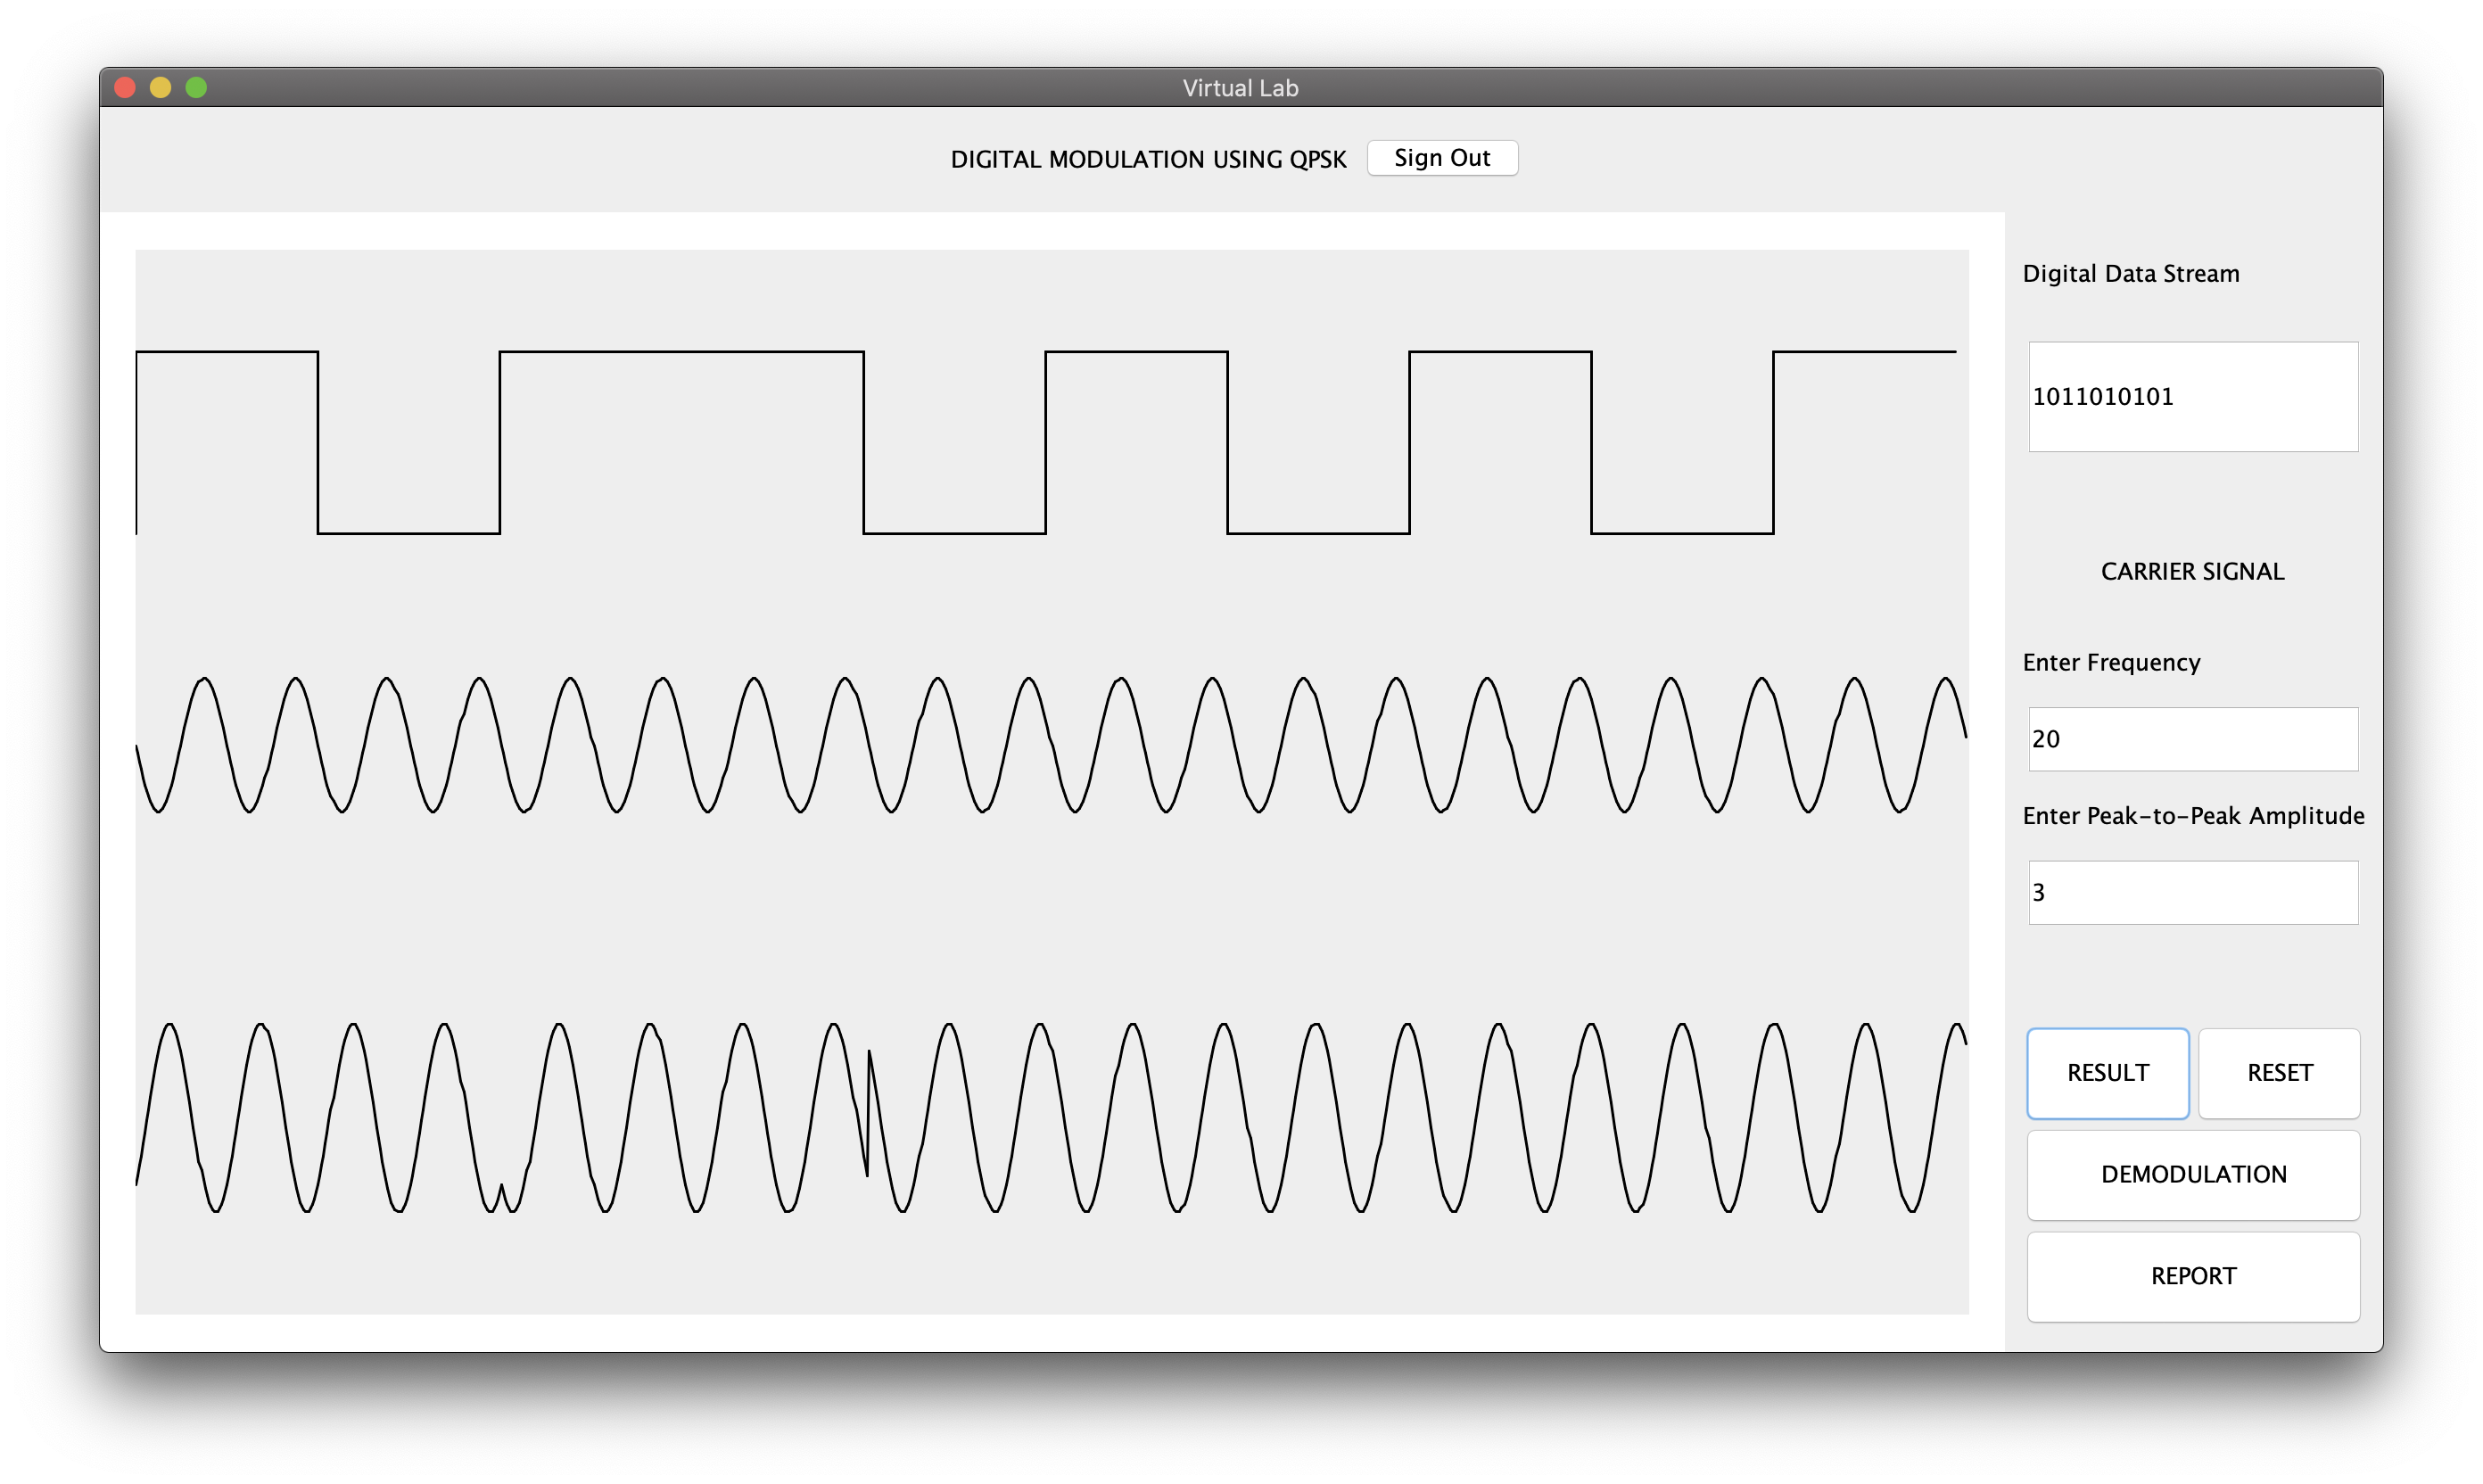 Virtual Lab
DIGITAL MODULATION USING QPSK
Sign Out
Digital Data Stream
1011010101
CARRIER SIGNAL
Enter Frequency
20
Enter Peak-to-Peak Amplitude
3
RESULT
RESET
DEMODULATION
REPORT